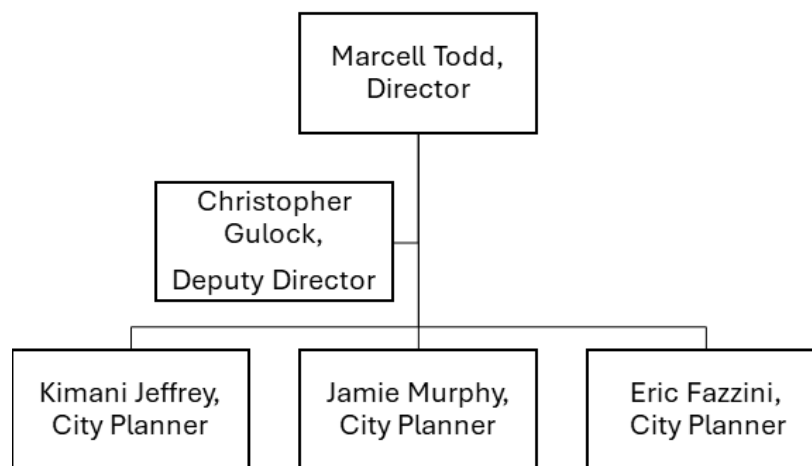 Marcell Todd,
Director
Christopher
Gulock,
Deputy Director
Kimani Jeffrey,
City Planner
Jamie Murphy,
City Planner
Eric Fazzini,
City Planner